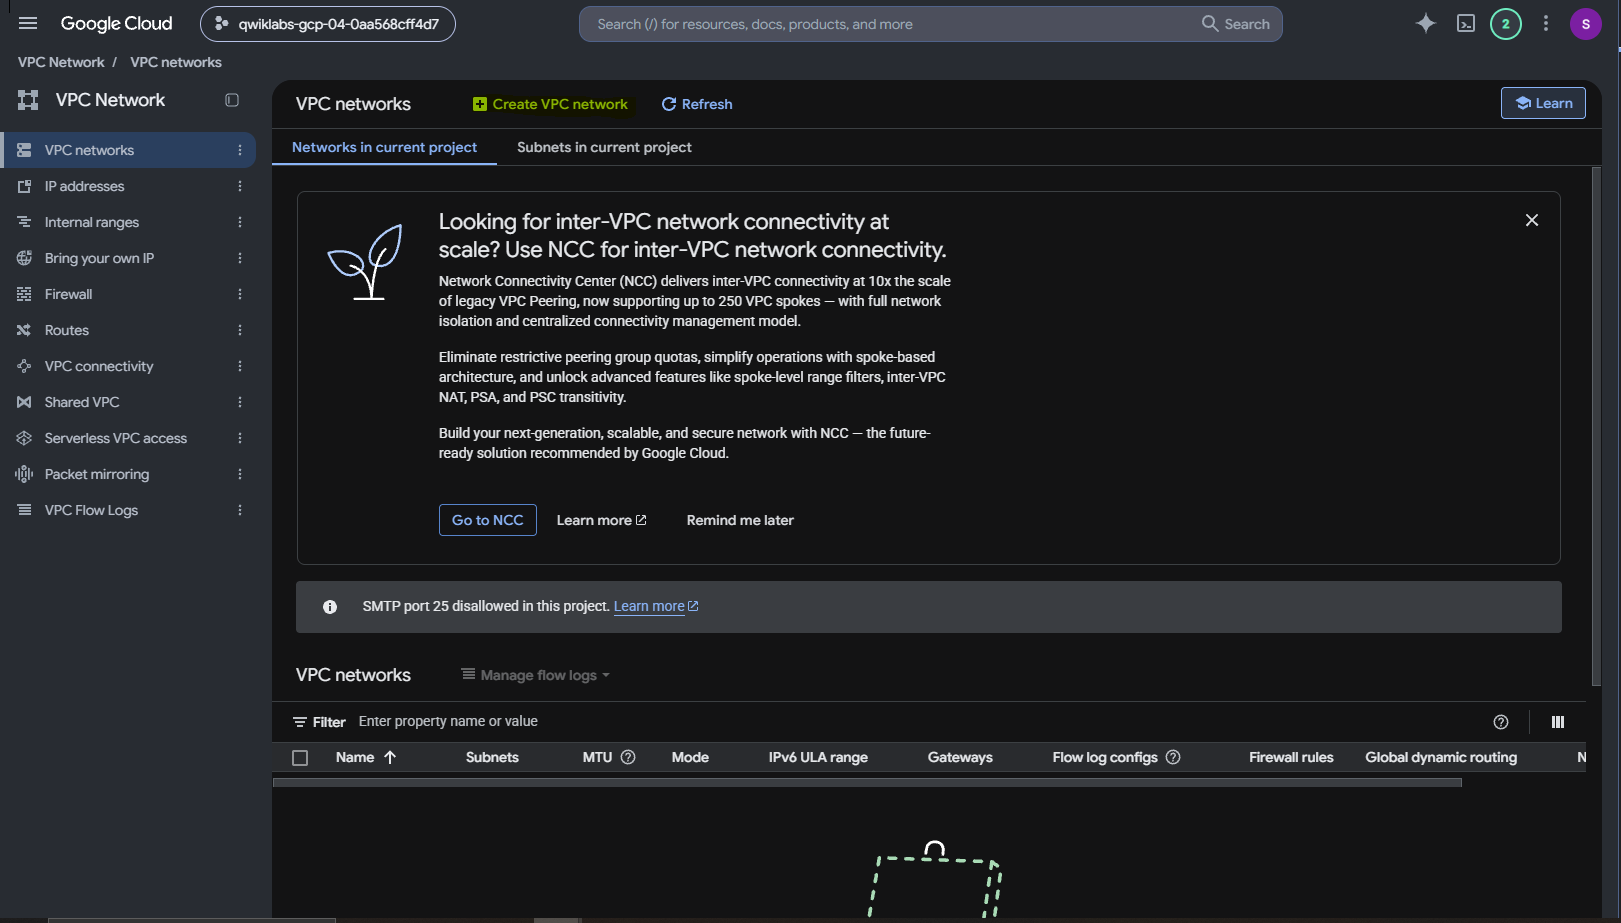 Google Cloud
qwiklabs-gcp-04-0aa568cff4d7
Search (/) for resources, docs, products, and more
Search
2
S
VPC Network / VPC networks
VPC Network
VPC networks
IP addresses
Internal ranges
Bring your own IP
Firewall
Routes
VPC connectivity
Shared VPC
Serverless VPC access
Packet mirroring
VPC Flow Logs
VPC networks
Create VPC network
Refresh
Learn
Networks in current project
Subnets in current project
Looking for inter-VPC network connectivity at
scale? Use NCC for inter-VPC network connectivity.
Network Connectivity Center (NCC) delivers inter-VPC connectivity at 10x the scale
of legacy VPC Peering, now supporting up to 250 VPC spokes — with full network
isolation and centralized connectivity management model.
Eliminate restrictive peering group quotas, simplify operations with spoke-based
architecture, and unlock advanced features like spoke-level range filters, inter-VPC
NAT, PSA, and PSC transitivity.
Build your next-generation, scalable, and secure network with NCC — the future-
ready solution recommended by Google Cloud.
Go to NCC
Learn more
Remind me later
SMTP port 25 disallowed in this project. Learn more
VPC networks
Manage flow logs
Filter Enter property name or value
Name
Subnets
MTU
Mode
IPv6 ULA range
Gateways
Flow log configs
Firewall rules
Global dynamic routing
N